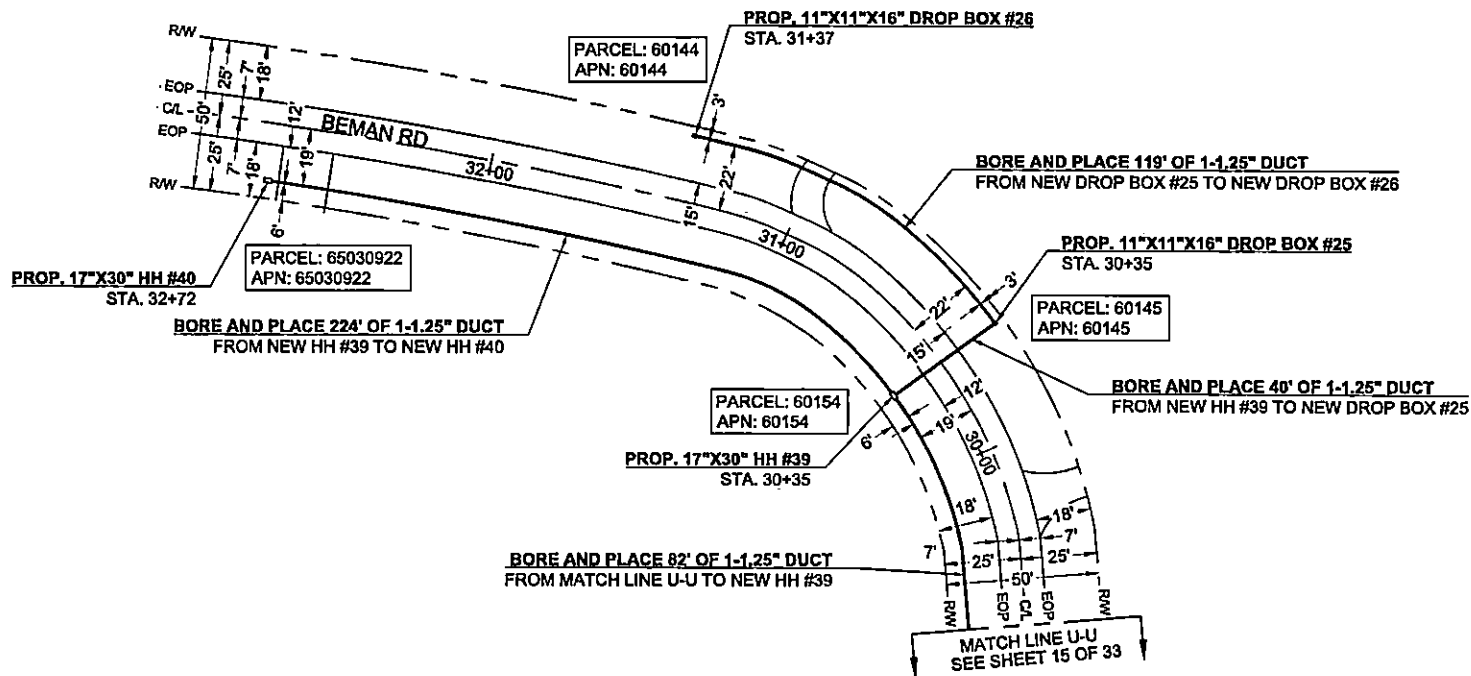 PROP. 11"X11"X16" DROP BOX #26
STA. 31+37
R/W
PARCEL: 60144
APN: 60144
EOP
C/L
EOP
R/W
50'
25'
25'
7'
7'
18'
18'
12'
19'
6'
BEMAN RD
32+00
3'
22'
15'
31+00
BORE AND PLACE 119' OF 1-1.25" DUCT
FROM NEW DROP BOX #25 TO NEW DROP BOX #26
PROP. 11"X11"X16" DROP BOX #25
STA. 30+35
PARCEL: 65030922
APN: 65030922
PROP. 17"X30" HH #40
STA. 32+72
BORE AND PLACE 224' OF 1-1.25" DUCT
FROM NEW HH #39 TO NEW HH #40
22'
3'
15'
PARCEL: 60145
APN: 60145
BORE AND PLACE 40' OF 1-1.25" DUCT
FROM NEW HH #39 TO NEW DROP BOX #25
PARCEL: 60154
APN: 60154
12'
19'
6'
30+00
PROP. 17"X30" HH #39
STA. 30+35
18'
18'
7'
7'
25'
25'
50'
BORE AND PLACE 82' OF 1-1.25" DUCT
FROM MATCH LINE U-U TO NEW HH #39
R/W
EOP
C/L
EOP
R/W
MATCH LINE U-U
SEE SHEET 15 OF 33